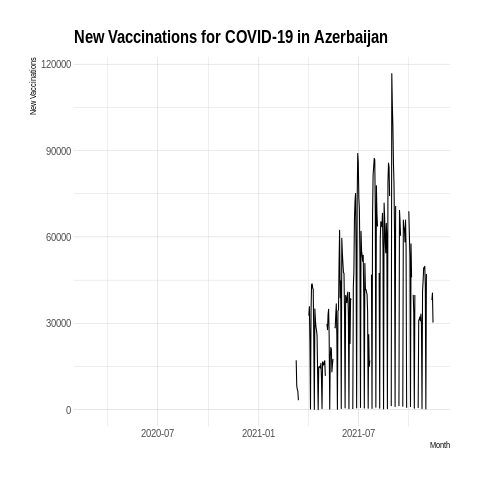 New Vaccinations for COVID-19 in Azerbaijan
New Vaccinations
120000
90000
60000
30000
0
2020-07 2021-01 2021-07
Month